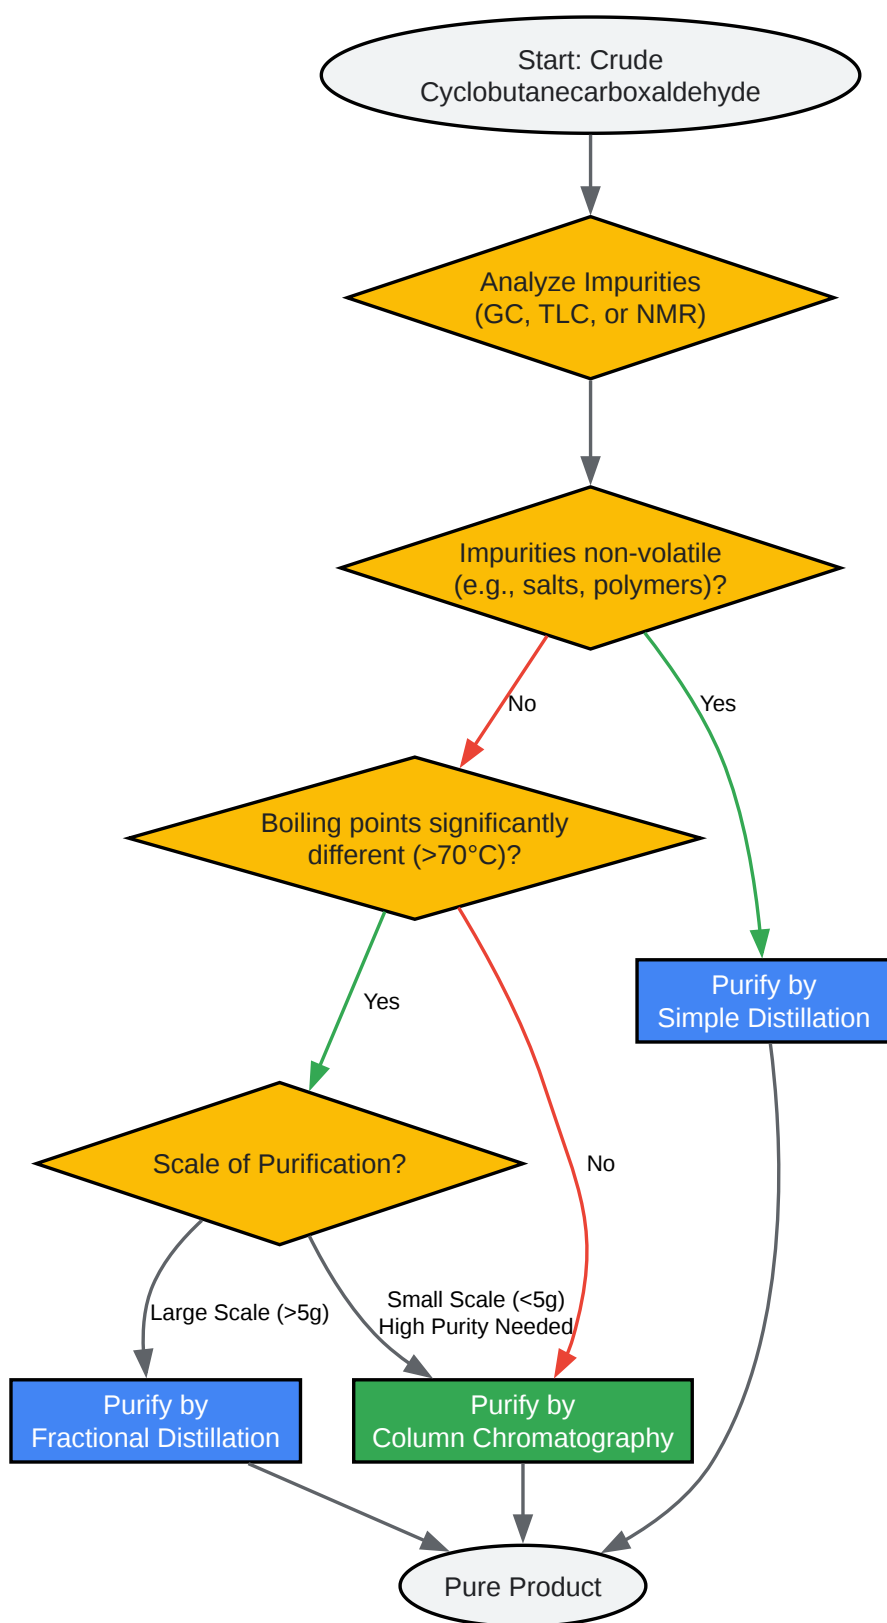 Start: Crude
Cyclobutanecarboxaldehyde
Analyze Impurities
(GC, TLC, or NMR)
Impurities non-volatile
(e.g., salts, polymers)?
No
Yes
Boiling points significantly
different (>70°C)?
Purify by
Simple Distillation
Yes
Scale of Purification?
No
Large Scale (>5g)
Small Scale (<5g)
High Purity Needed
Purify by
Fractional Distillation
Purify by
Column Chromatography
Pure Product